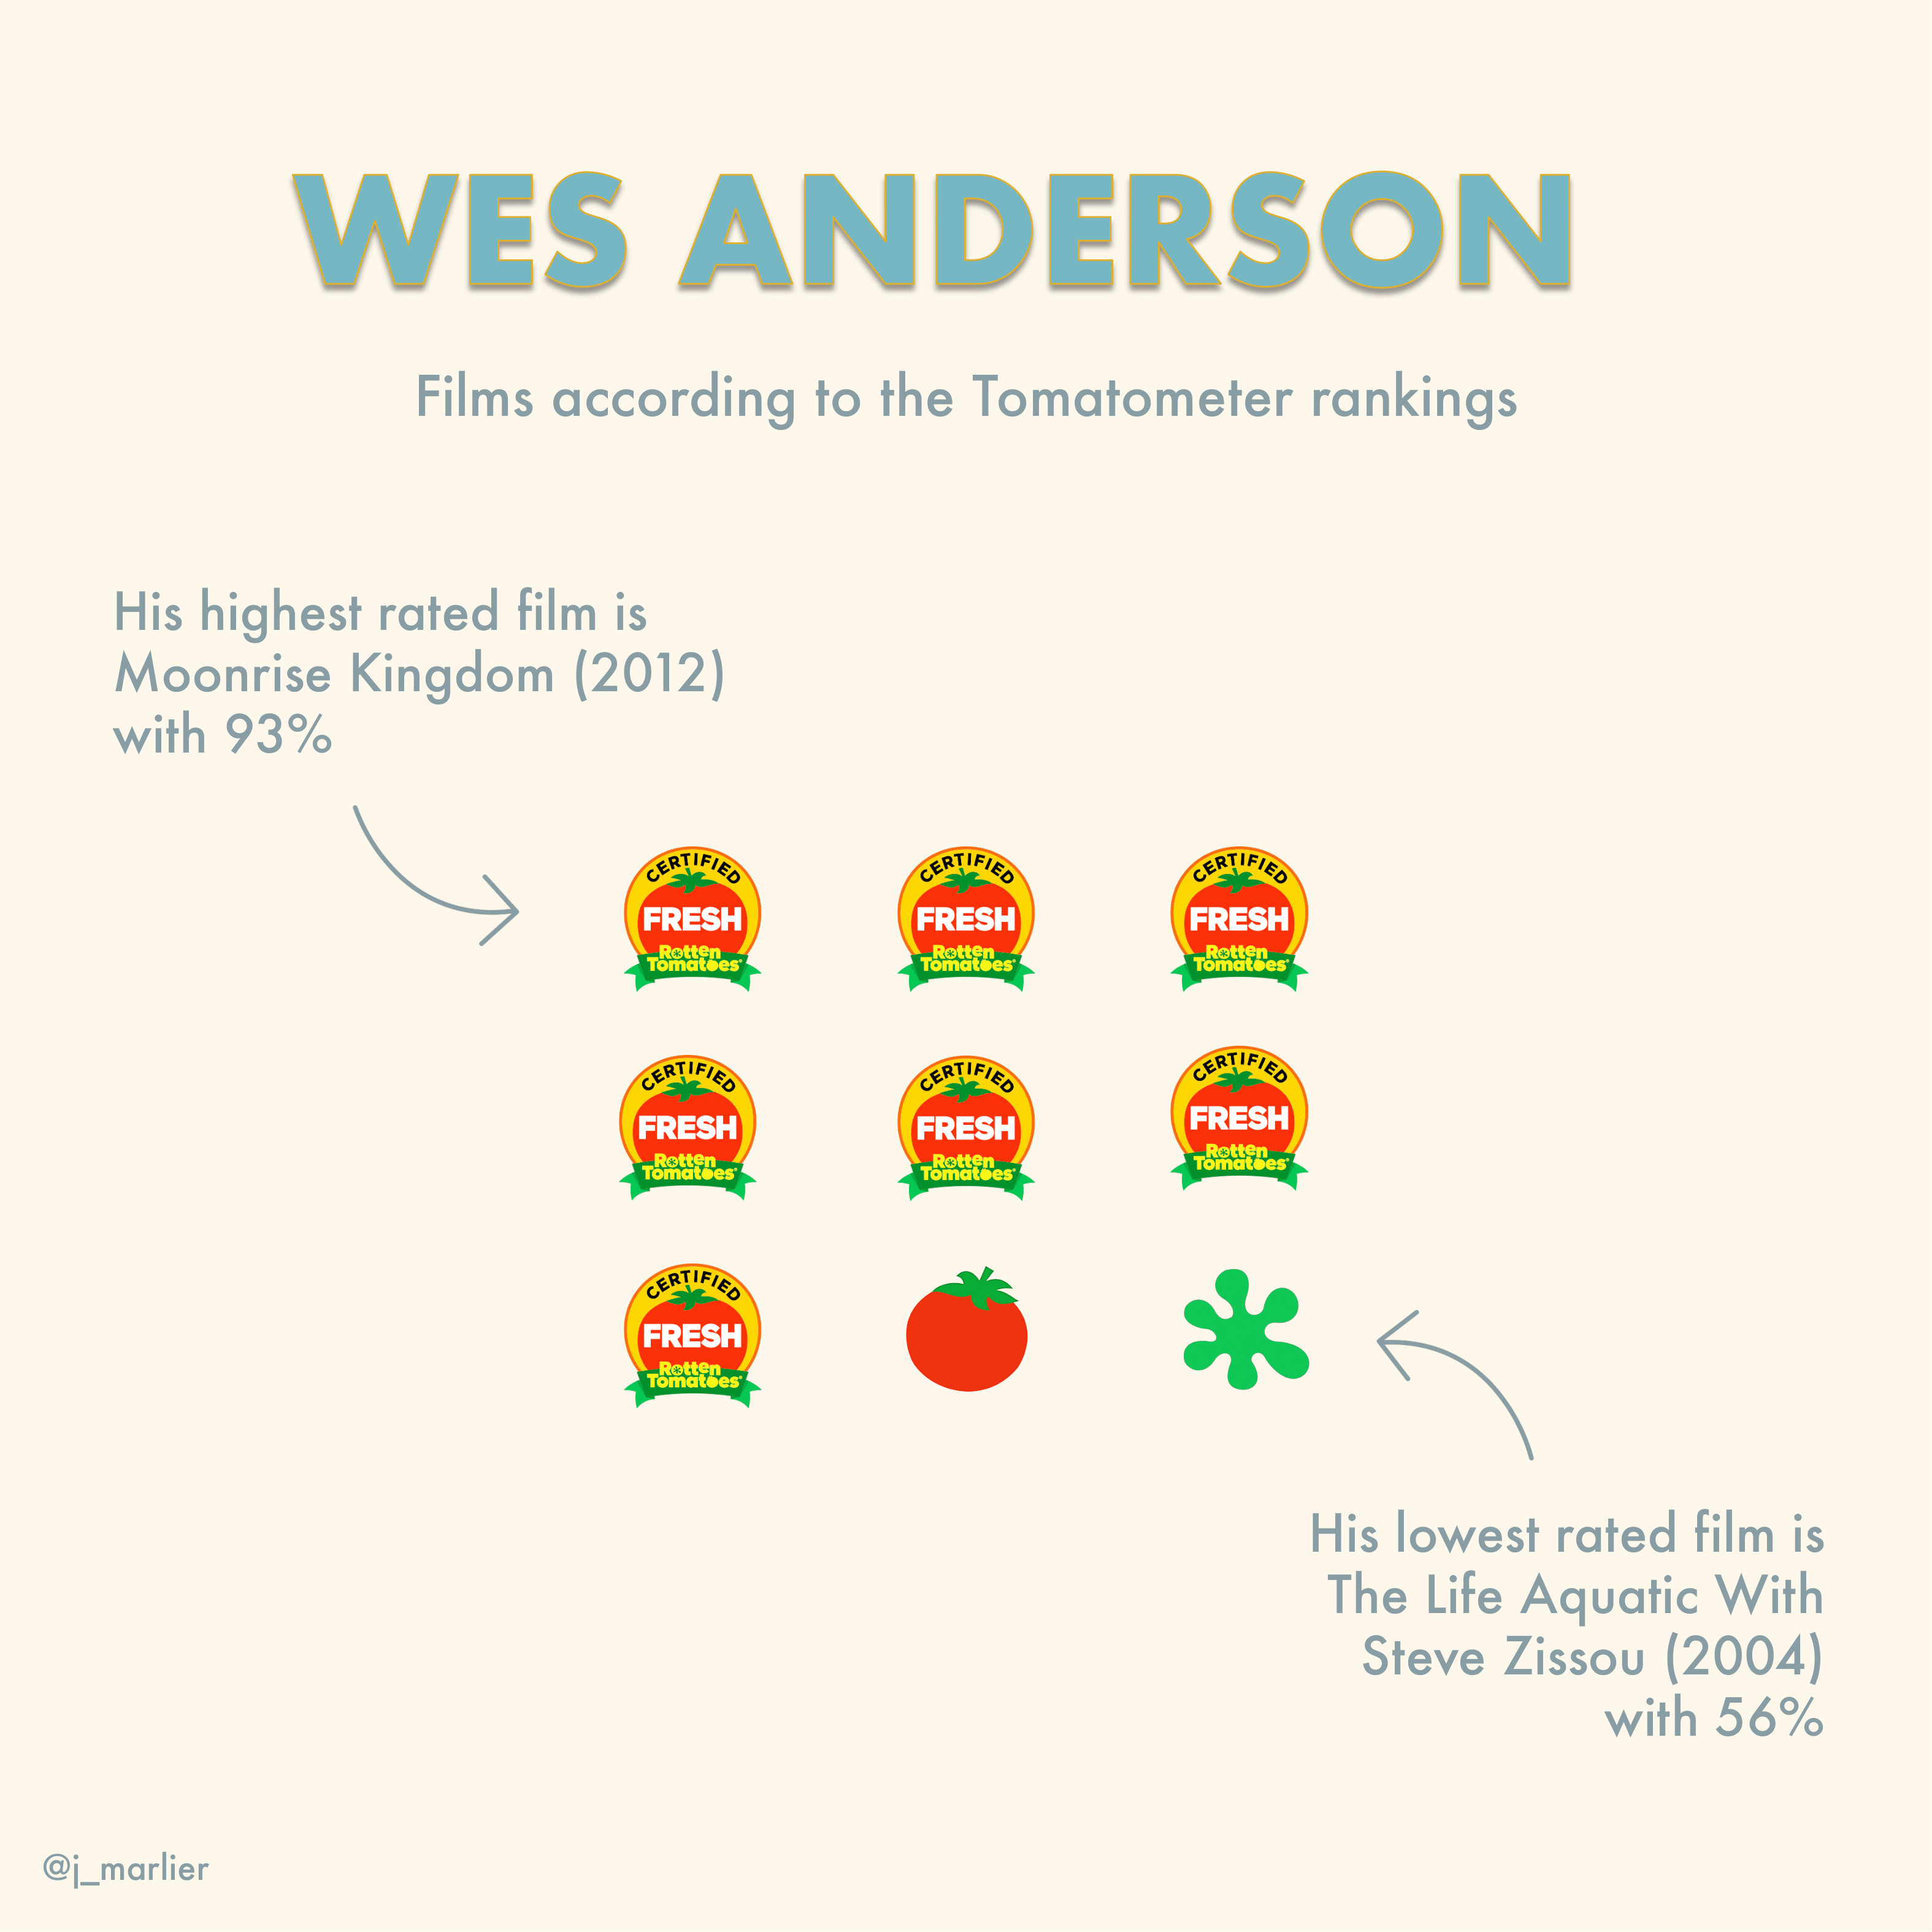 WES ANDERSON
Films according to the Tomatometer rankings
His highest rated film is
Moonrise Kingdom (2012)
with 93%
CERTIFIED
FRESH
Rotten
Tomatoes
CERTIFIED
FRESH
Rotten
Tomatoes
CERTIFIED
FRESH
Rotten
Tomatoes
CERTIFIED
FRESH
Rotten
Tomatoes
CERTIFIED
FRESH
Rotten
Tomatoes
CERTIFIED
FRESH
Rotten
Tomatoes
CERTIFIED
FRESH
Rotten
Tomatoes
His lowest rated film is
The Life Aquatic With
Steve Zissou (2004)
with 56%
@j_marlier